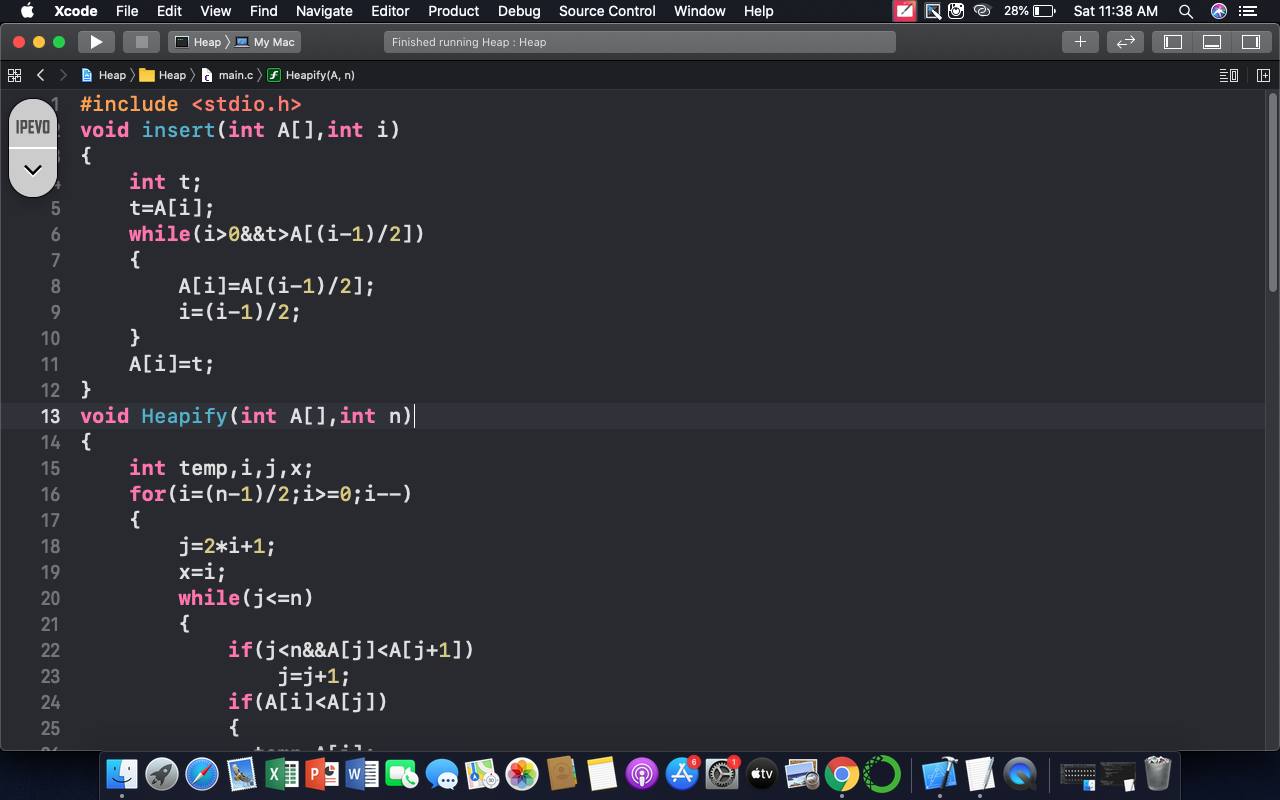 Xcode File Edit View Find Navigate Editor Product Debug Source Control Window Help 28% Sat 11:38 AM
Heap My Mac Finished running Heap : Heap
Heap Heap main.c Heapify(A, n)
IPEVO
1 #include <stdio.h>
void insert(int A[],int i)
{
int t;
5 t=A[i];
6 while(i>0&&t>A[(i-1)/2])
7 {
8 A[i]=A[(i-1)/2];
9 i=(i-1)/2;
10 }
11 A[i]=t;
12 }
13 void Heapify(int A[],int n)
14 {
15 int temp,i,j,x;
16 for(i=(n-1)/2;i>=0;i--)
17 {
18 j=2*i+1;
19 x=i;
20 while(j<=n)
21 {
22 if(j<n&&A[j]<A[j+1])
23 j=j+1;
24 if(A[i]<A[j])
25 {
6 1
tv